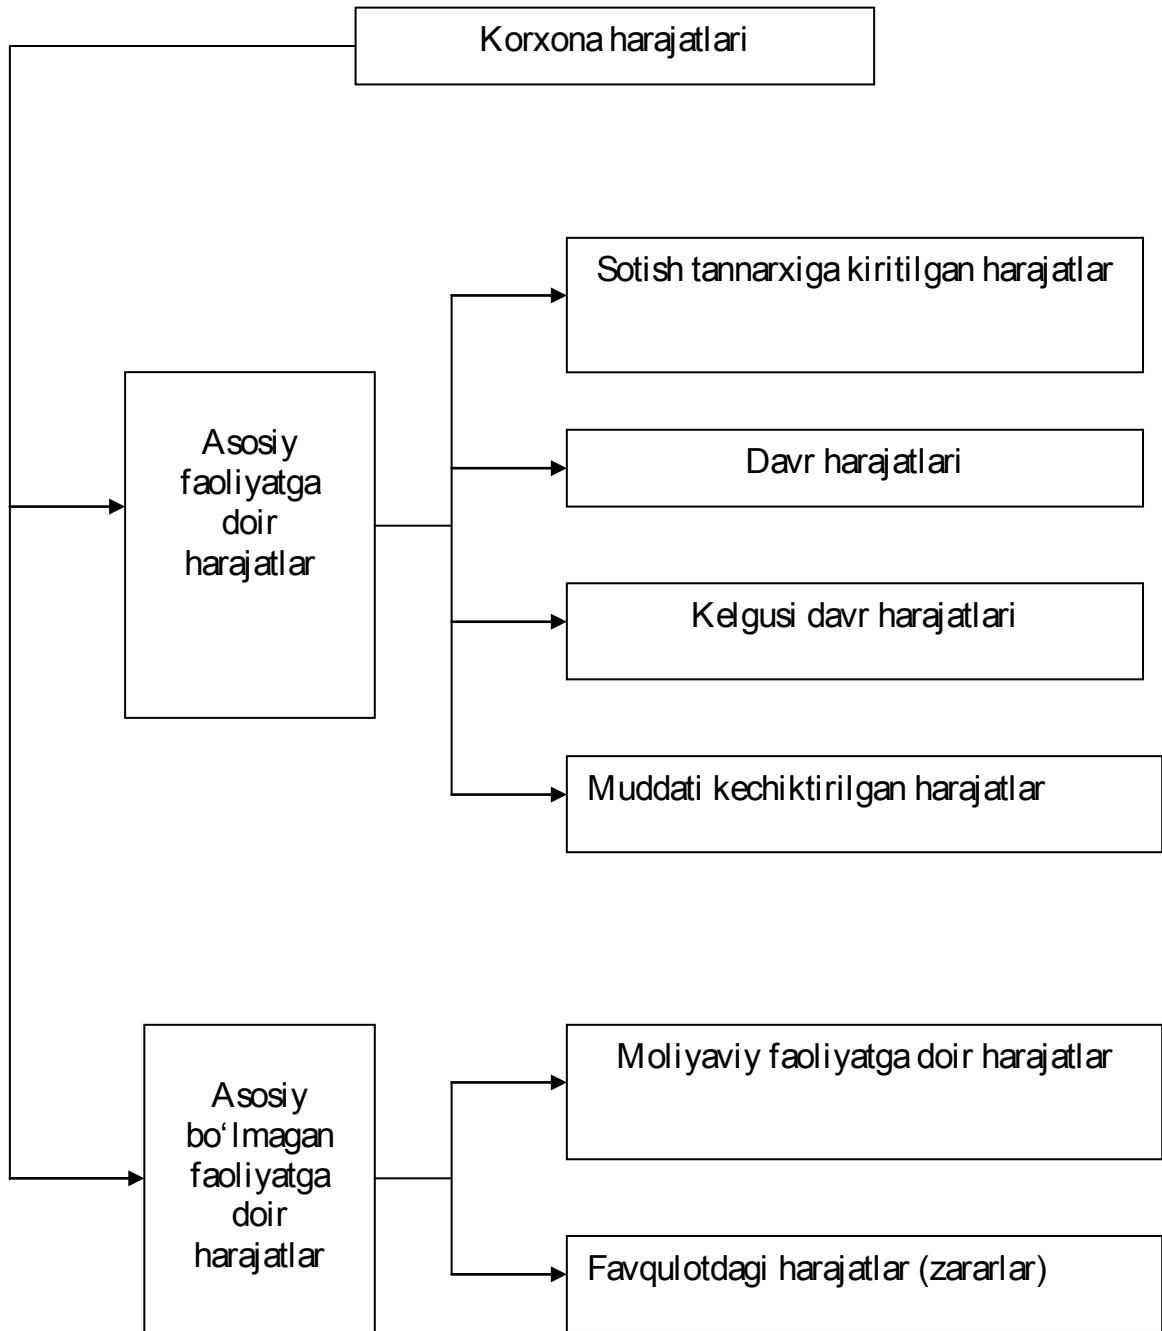 Korxona harajatlari
Sotish tannarxiga kiritilgan harajatlar
Asosiy
faoliyatga
doir
harajatlar
Davr harajatlari
Kelgusi davr harajatlari
Muddati kechiktirilgan harajatlar
Moliyaviy faoliyatga doir harajatlar
Asosiy
bo‘lmagan
faoliyatga
doir
harajatlar
Favqulotdagi harajatlar (zararlar)